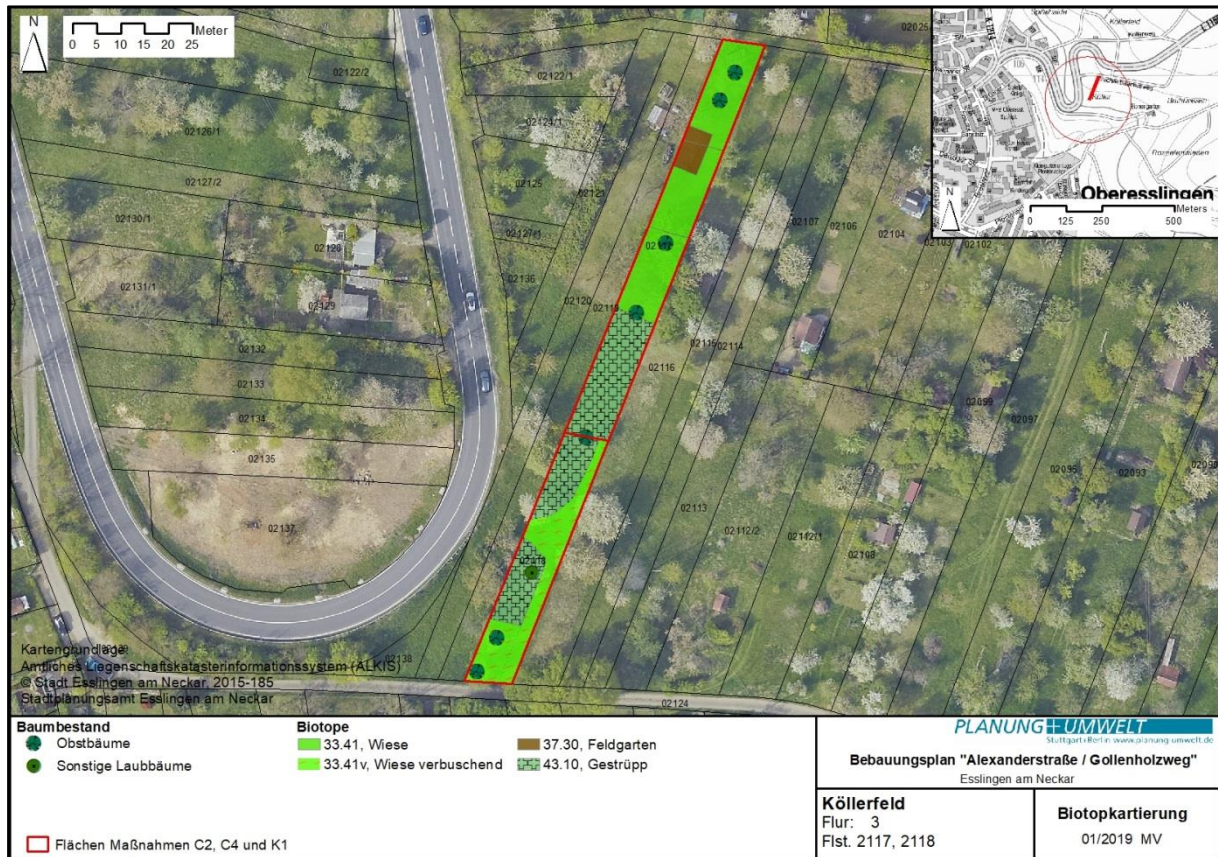 N
Meter
0 5 10 15 20 25
02122/2
02122/1
02124/1
02126/1
02127/2
02125
02121
02130/1
02127/1
02128
02136
02107
02106
02104
02103
02102
02131/1
02129
02120
02119
02132
02116
02114
02133
02134
02135
02099
02097
02137
02095
02093
02113
02112/2
02112/1
02108
02138
02124
Köllerfeld
Oberesslingen
N
Meters
0 125 250 500
Kartengrundlage:
Amtliches Liegenschaftskatasterinformationssystem (ALKIS)
© Stadt Esslingen am Neckar, 2015-185
Stadtplanungsamt Esslingen am Neckar
Baumbestand
Obstbäume
Sonstige Laubbäume
Biotope
33.41, Wiese
33.41v, Wiese verbuschend
37.30, Feldgarten
43.10, Gestrüpp
Flächen Maßnahmen C2, C4 und K1
PLANUNG+UMWELT
Stuttgart+Berlin www.planung-umwelt.de
Bebauungsplan "Alexanderstraße / Gollenholzweg"
Esslingen am Neckar
Köllerfeld
Flur: 3
Flst. 2117, 2118
Biotopkartierung
01/2019 MV